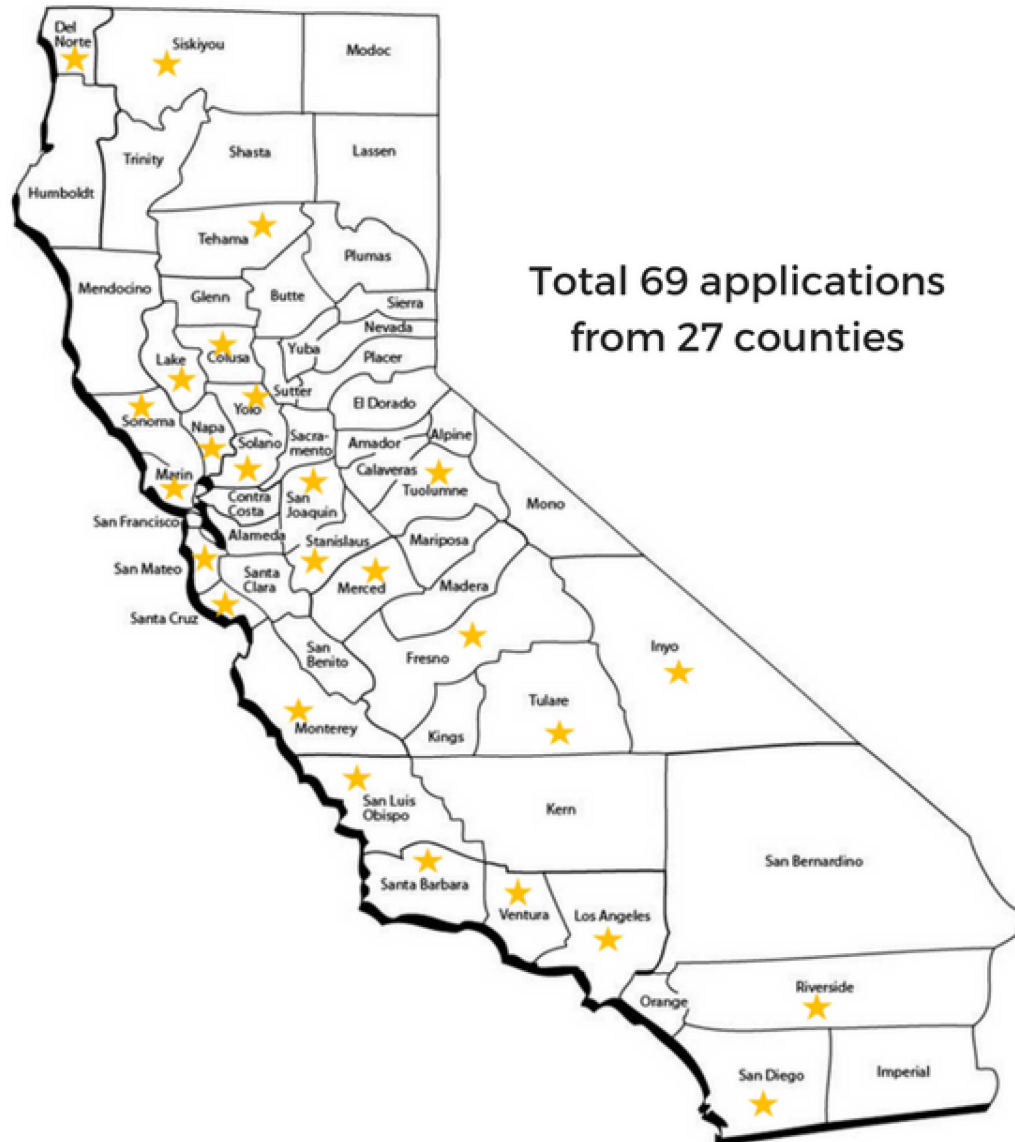 Del
Norte
Siskiyou
Modoc
Trinity
Shasta
Lassen
Humboldt
Tehama
Plumas
Mendocino
Glenn
Butte
Sierra
Nevada
Lake
Colusa
Yuba
Placer
Sutter
Total 69 applications
from 27 counties
Sonoma
Napa
Yolo
El Dorado
Solano
Sacra-
mento
Amador
Alpine
Marin
Calaveras
Contra
Costa
San
Joaquin
Tuolumne
Mono
San Francisco
Alameda
Stanislaus
Mariposa
San Mateo
Santa
Clara
Merced
Madera
Santa Cruz
San
Benito
Fresno
Inyo
Monterey
Kings
Tulare
San Luis
Obispo
Kern
San Bernardino
Santa Barbara
Ventura
Los Angeles
Orange
Riverside
San Diego
Imperial